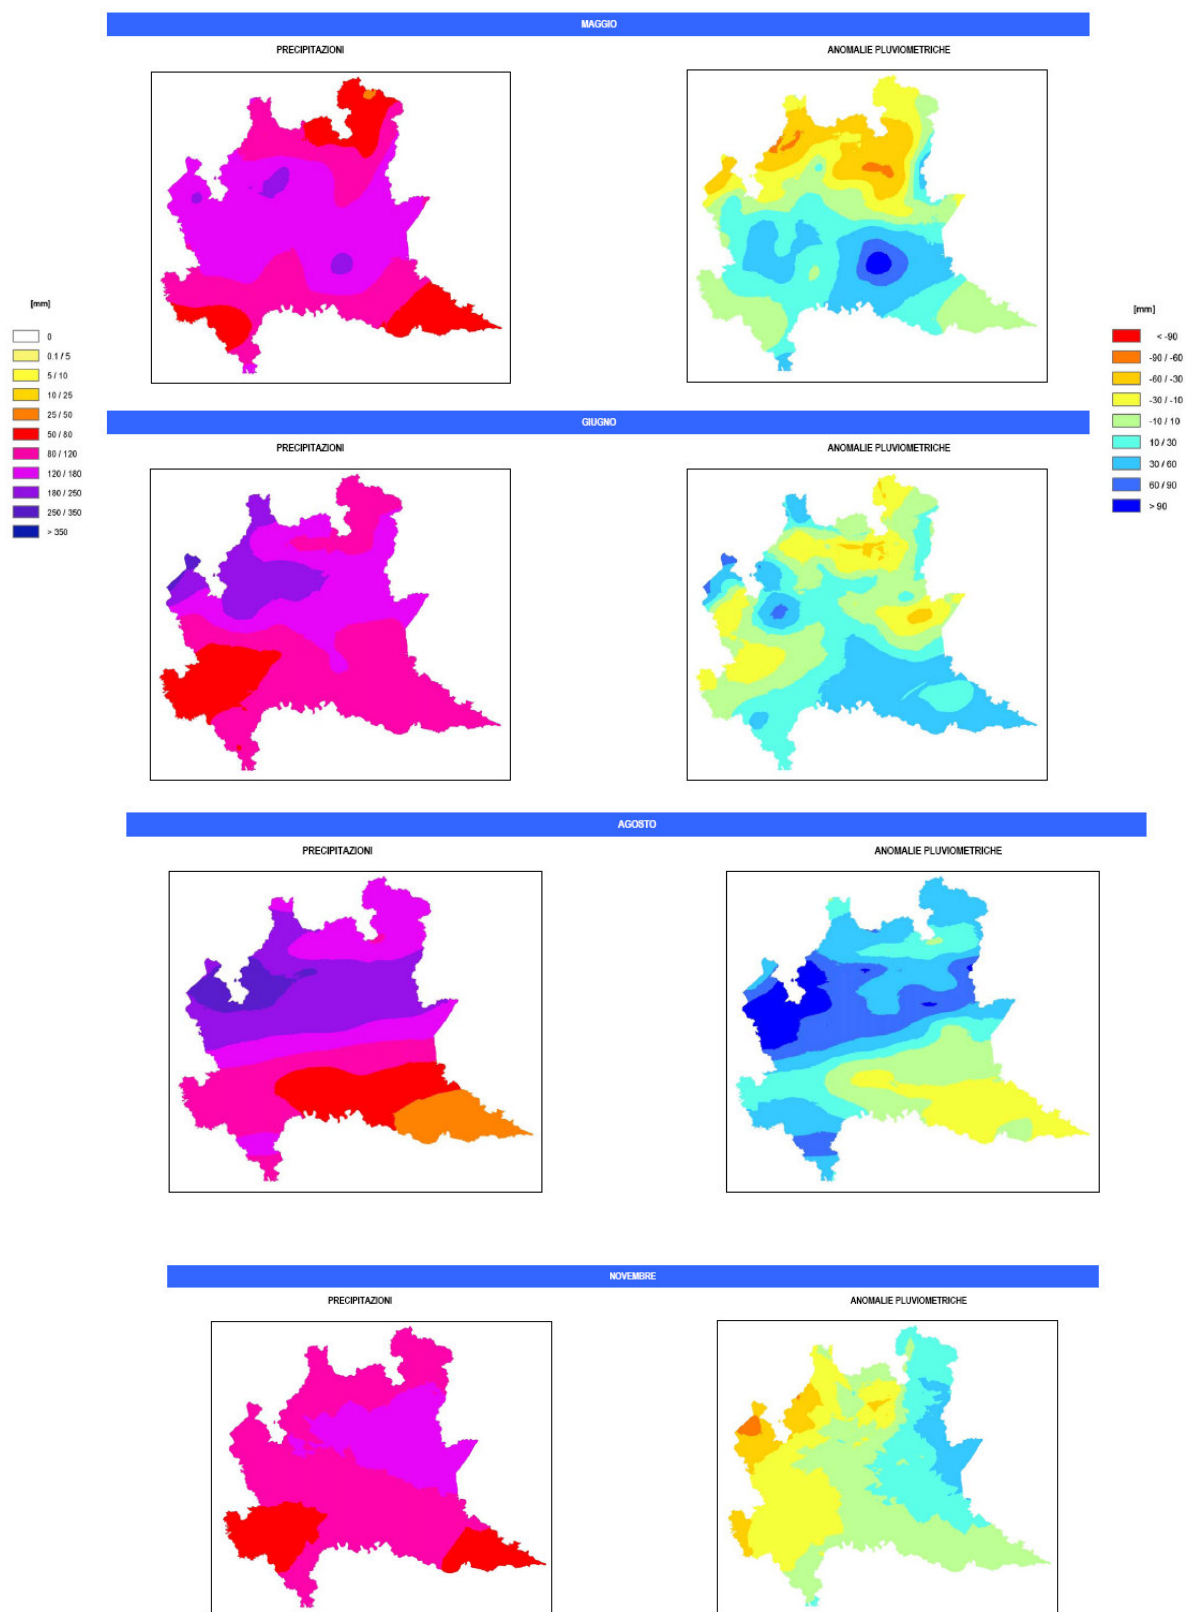 MAGGIO
PRECIPITAZIONI
ANOMALIE PLUVIOMETRICHE
[mm]
0
0.1 / 5
5 / 10
10 / 25
25 / 50
50 / 80
80 / 120
120 / 180
180 / 250
250 / 350
> 350
[mm]
< -90
-90 / -60
-60 / -30
-30 / -10
-10 / 10
10 / 30
30 / 60
60 / 90
> 90
GIUGNO
PRECIPITAZIONI
ANOMALIE PLUVIOMETRICHE
AGOSTO
PRECIPITAZIONI
ANOMALIE PLUVIOMETRICHE
NOVEMBRE
PRECIPITAZIONI
ANOMALIE PLUVIOMETRICHE